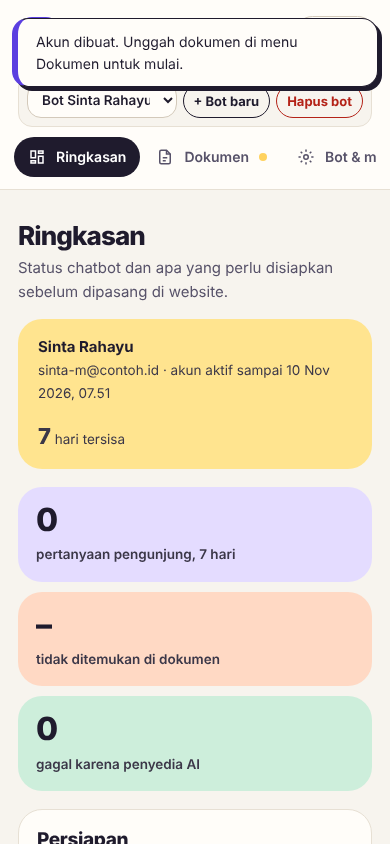 Akun dibuat. Unggah dokumen di menu
Dokumen untuk mulai.
Bot Sinta Rahayu
+ Bot baru
Hapus bot
Ringkasan
Dokumen
Bot & m
Ringkasan
Status chatbot dan apa yang perlu disiapkan
sebelum dipasang di website.
Sinta Rahayu
sinta-m@contoh.id · akun aktif sampai 10 Nov
2026, 07.51
7 hari tersisa
0
pertanyaan pengunjung, 7 hari
–
tidak ditemukan di dokumen
0
gagal karena penyedia AI
Persiapan